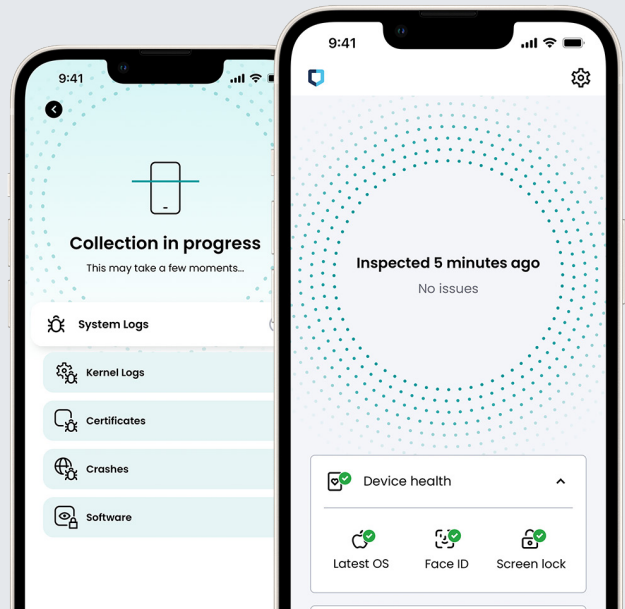 9:41
Collection in progress
This may take a few moments...
System Logs
Kernel Logs
Certificates
Crashes
Software
9:41
Inspected 5 minutes ago
No issues
Device health
Latest OS
Face ID
Screen lock